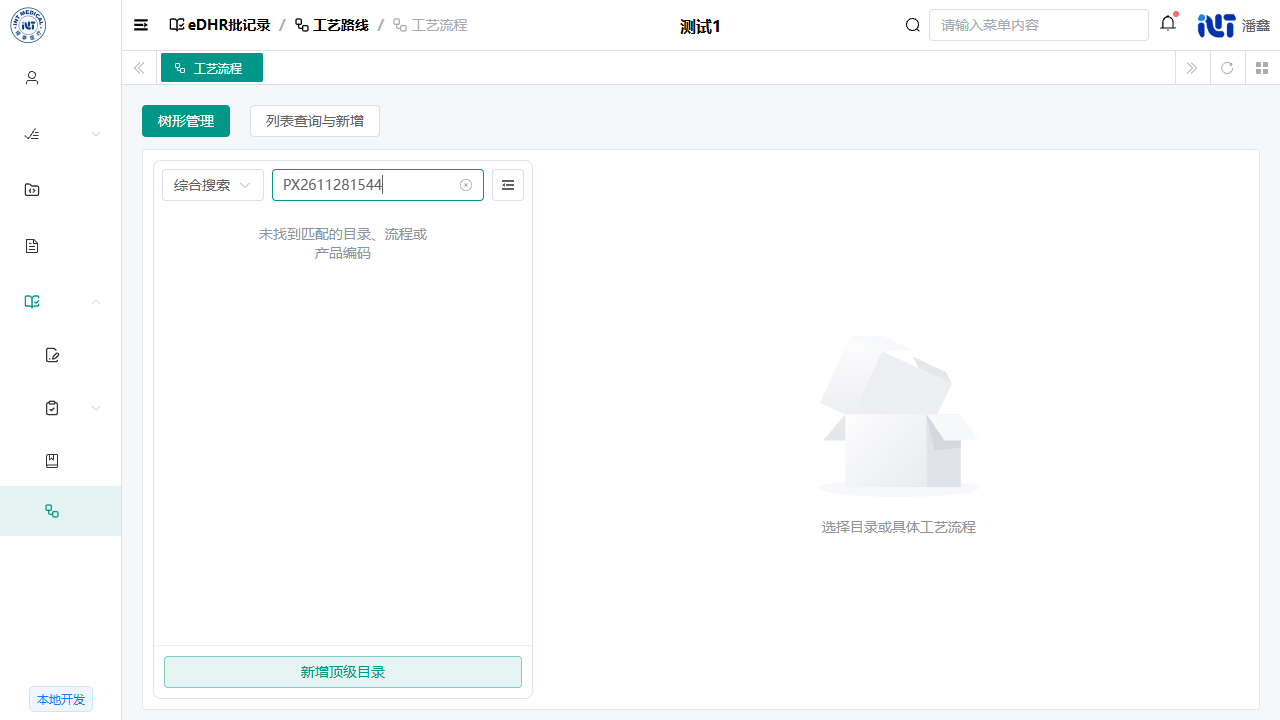 eDHR批记录 / 工艺路线 / 工艺流程
测试1
请输入菜单内容
潘鑫
工艺流程
树形管理
列表查询与新增
综合搜索
PX2611281544
未找到匹配的目录、流程或
产品编码
选择目录或具体工艺流程
新增顶级目录
本地开发